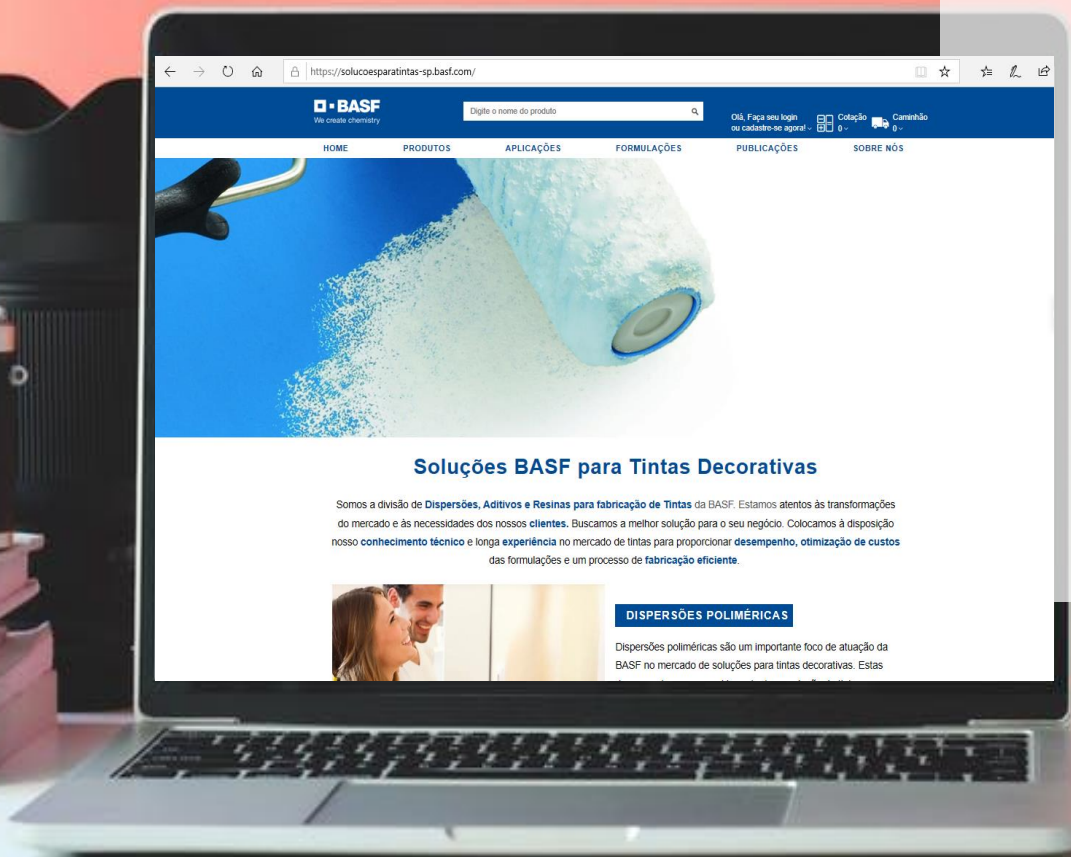 https://solucoesparatintas-sp.basf.com/
BASF
We create chemistry
Digite o nome do produto
Olá, Faça seu login
ou cadastre-se agora!
Cotação
0
Caminhão
0
HOME PRODUTOS APLICAÇÕES FORMULAÇÕES PUBLICAÇÕES SOBRE NÓS
Soluções BASF para Tintas Decorativas
Somos a divisão de Dispersões, Aditivos e Resinas para fabricação de Tintas da BASF. Estamos atentos às transformações
do mercado e às necessidades dos nossos clientes. Buscamos a melhor solução para o seu negócio. Colocamos à disposição
nosso conhecimento técnico e longa experiência no mercado de tintas para proporcionar desempenho, otimização de custos
das formulações e um processo de fabricação eficiente.
DISPERSÕES POLIMÉRICAS
Dispersões poliméricas são um importante foco de atuação da
BASF no mercado de soluções para tintas decorativas. Estas